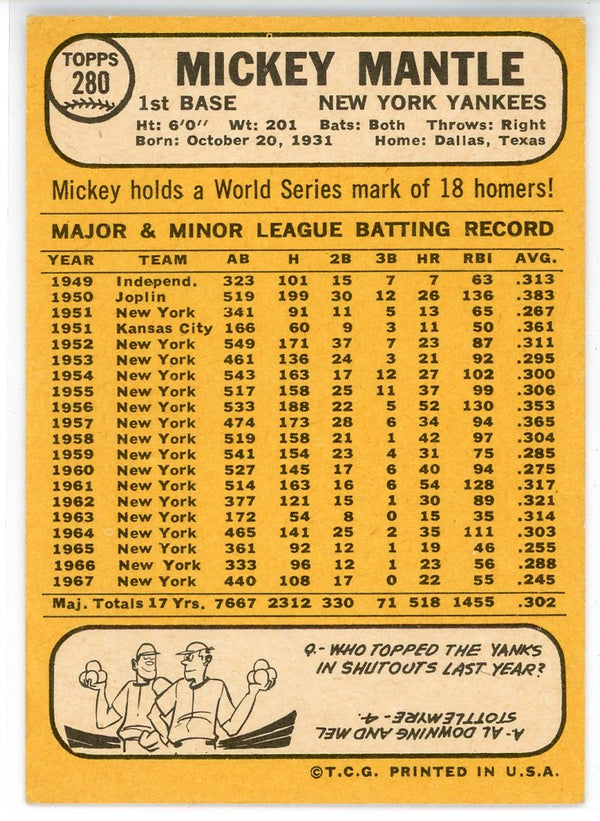 TOPPS
280
MICKEY MANTLE
1st BASE NEW YORK YANKEES
Ht: 6'0" Wt: 201 Bats: Both Throws: Right
Born: October 20, 1931 Home: Dallas, Texas
Mickey holds a World Series mark of 18 homers!
MAJOR & MINOR LEAGUE BATTING RECORD
YEAR TEAM AB H 2B 3B HR RBI AVG.
1949 Independ. 323 101 15 7 7 63 .313
1950 Joplin 519 199 30 12 26 136 .383
1951 New York 341 91 11 5 13 65 .267
1951 Kansas City 166 60 9 3 11 50 .361
1952 New York 549 171 37 7 23 87 .311
1953 New York 461 136 24 3 21 92 .295
1954 New York 543 163 17 12 27 102 .300
1955 New York 517 158 25 11 37 99 .306
1956 New York 533 188 22 5 52 130 .353
1957 New York 474 173 28 6 34 94 .365
1958 New York 519 158 21 1 42 97 .304
1959 New York 541 154 23 4 31 75 .285
1960 New York 527 145 17 6 40 94 .275
1961 New York 514 163 16 6 54 128 .317
1962 New York 377 121 15 1 30 89 .321
1963 New York 172 54 8 0 15 35 .314
1964 New York 465 141 25 2 35 111 .303
1965 New York 361 92 12 1 19 46 .255
1966 New York 333 96 12 1 23 56 .288
1967 New York 440 108 17 0 22 55 .245
Maj. Totals 17 Yrs. 7667 2312 330 71 518 1455 .302
Q.- WHO TOPPED THE YANKS
IN SHUTOUTS LAST YEAR?
A- AL DOWNING AND MEL
STOTTLEMYRE - 4.
©T.C.G. PRINTED IN U.S.A.